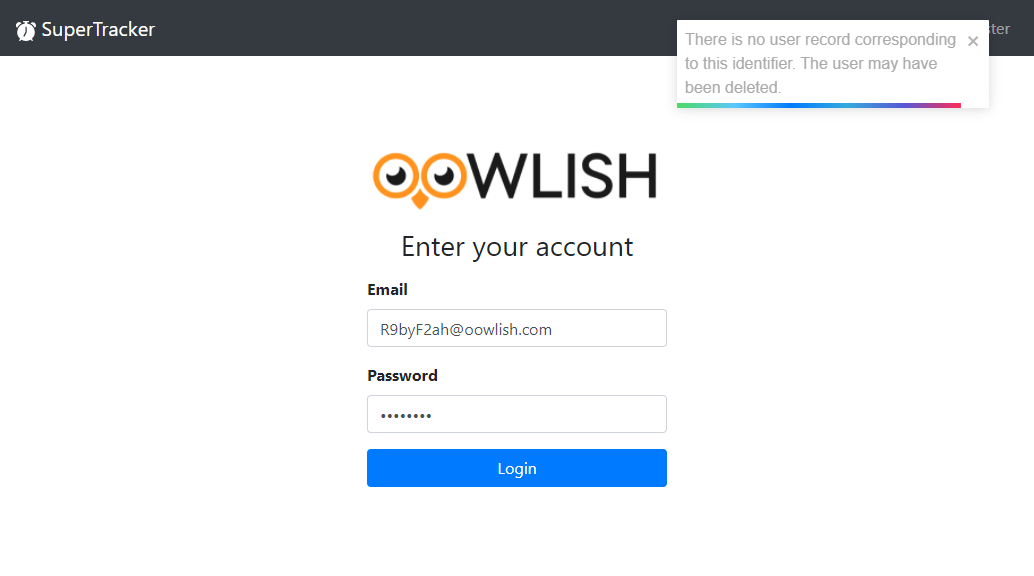 SuperTracker
There is no user record corresponding
to this identifier. The user may have
been deleted.
×
OOWLISH
Enter your account
Email
R9byF2ah@oowlish.com
Password
••••••••
Login